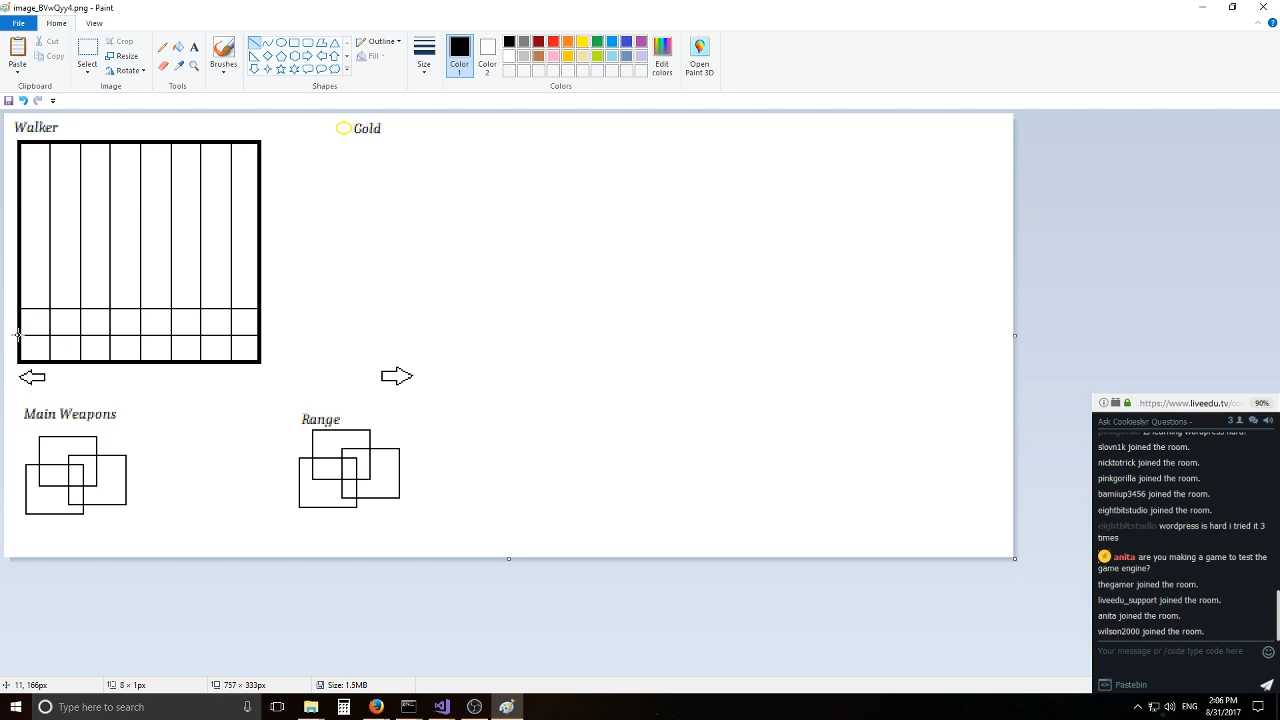 image_BVwQyy4.png - Paint
File
Home
View
Paste
Cut
Copy
Clipboard
Select
Crop
Resize
Rotate
Image
Tools
Brushes
Shapes
Outline
Fill
Size
Color 1
Color 2
Edit colors
Colors
Open Paint 3D
Walker
Gold
Main Weapons
Range
https://www.liveedu.tv/co
90%
Ask Cookiesliyr Questions -
3
slovn1k joined the room.
nicktotrick joined the room.
pinkgorilla joined the room.
bamiiup3456 joined the room.
eightbitstudio joined the room.
eightbitstudio wordpress is hard i tried it 3
times
anita are you making a game to test the
game engine?
thegamer joined the room.
liveedu_support joined the room.
anita joined the room.
wilson2000 joined the room.
Your message or /code type code here
Pastebin
11, 166px
8 × 1px
757 × 333px
Size: 1.5MB
Type here to search
ENG
2:06 PM
8/31/2017